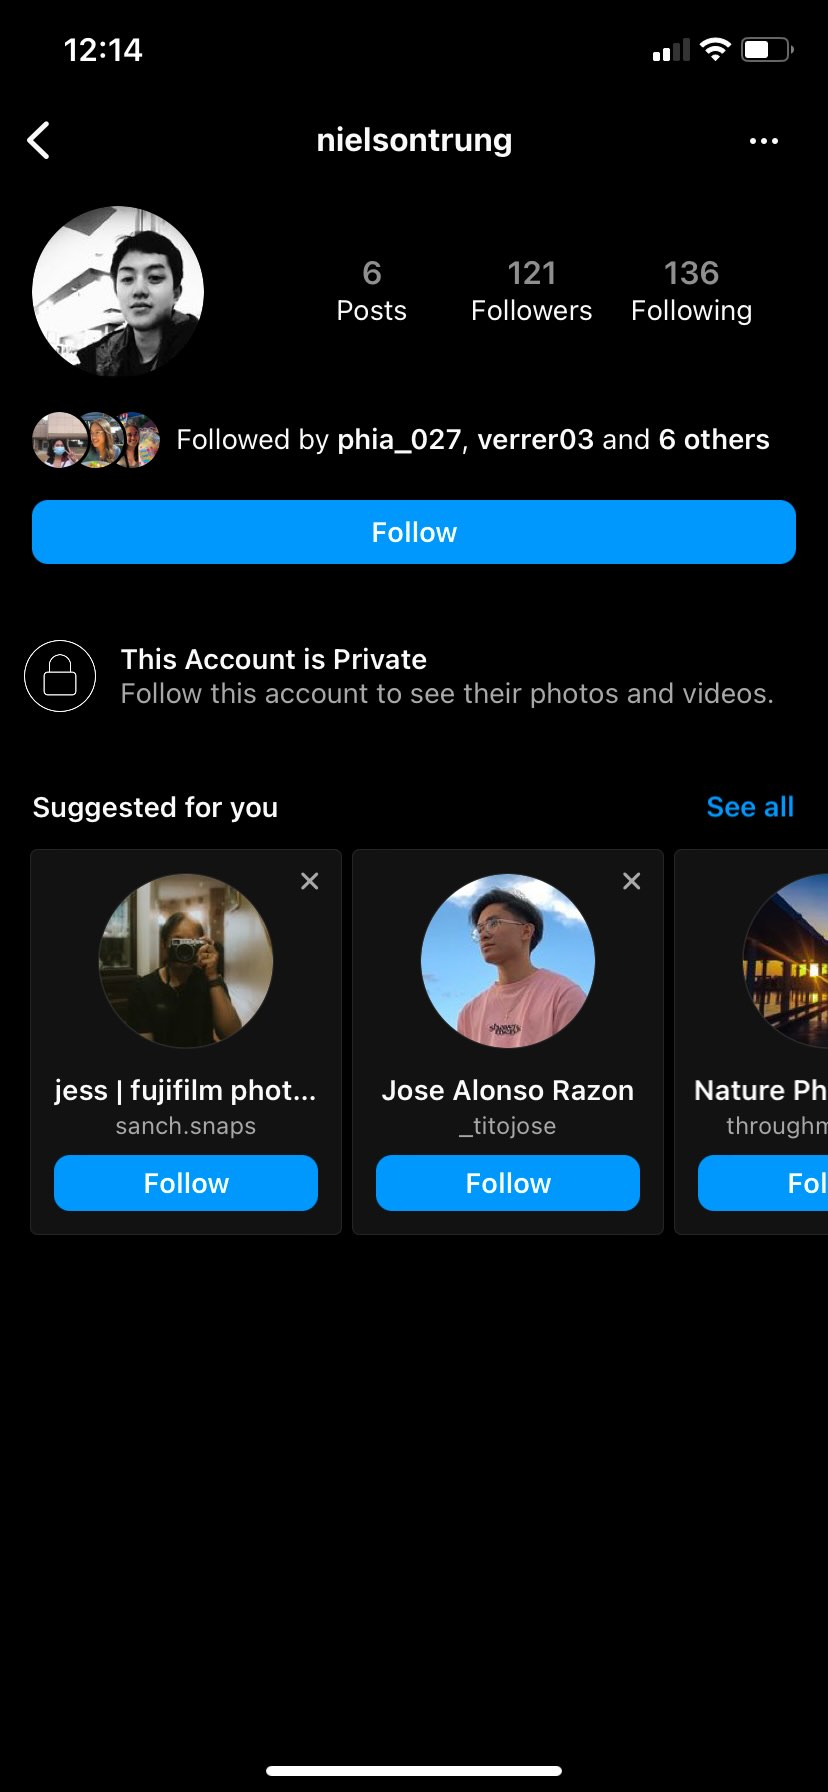 12:14
nielsontrung
6 121 136
Posts Followers Following
Followed by phia_027, verrer03 and 6 others
Follow
This Account is Private
Follow this account to see their photos and videos.
Suggested for you See all
jess | fujifilm phot... Jose Alonso Razon Nature Ph
sanch.snaps _titojose throughm
Follow Follow Fol